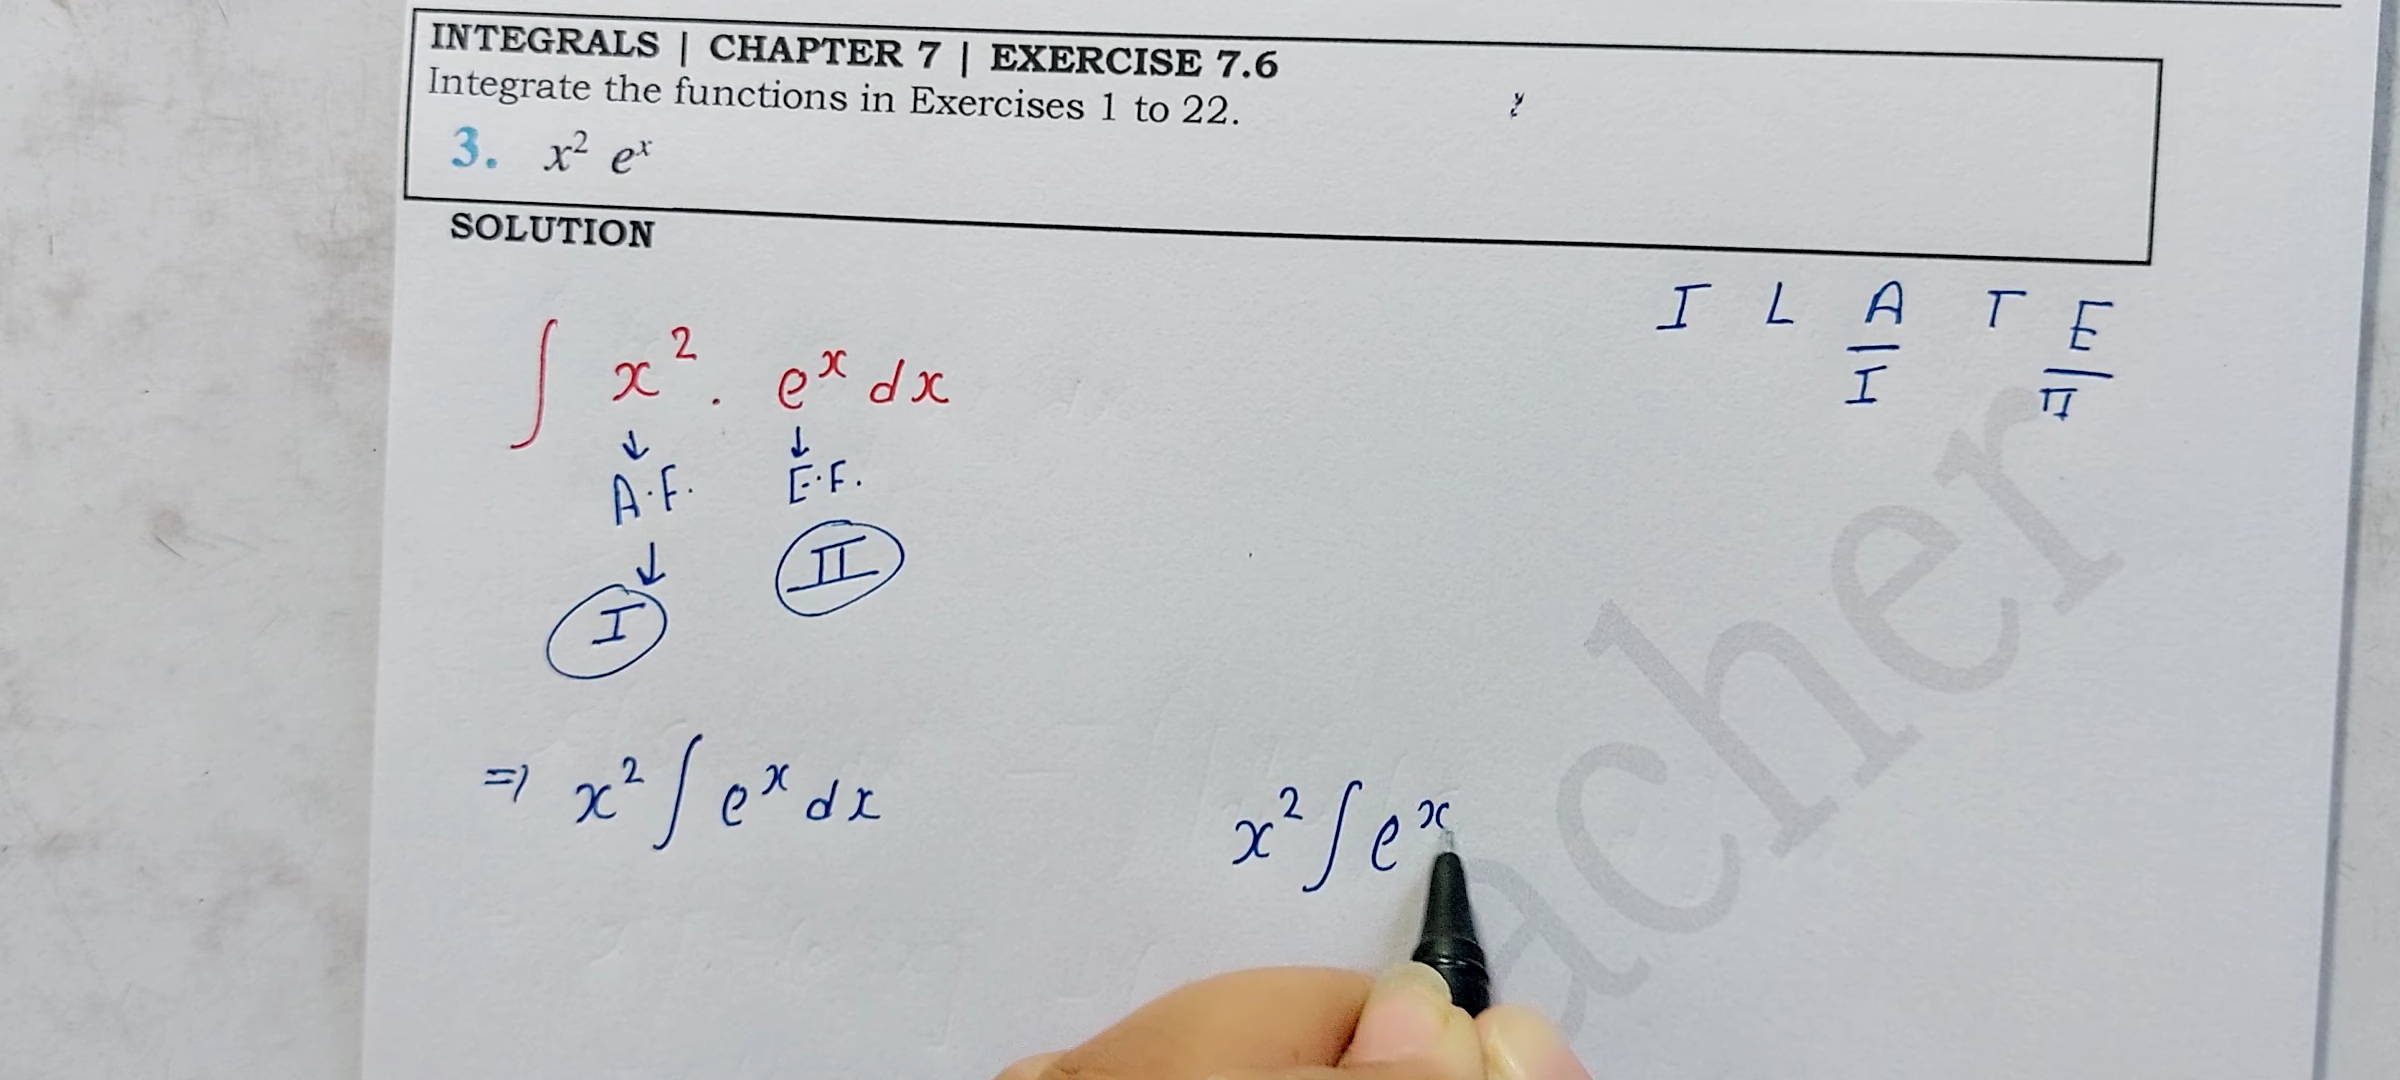 INTEGRALS | CHAPTER 7 | EXERCISE 7.6
Integrate the functions in Exercises 1 to 22.
3. x² eˣ
SOLUTION
I L A T E
I II
∫ x² . eˣ dx
A.F. E.F.
I II
⇒ x² ∫ eˣ dx x² ∫ eˣ
acher